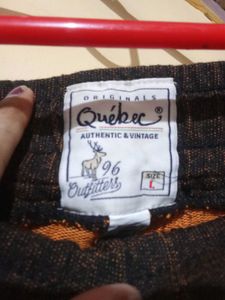 ORIGINALS
Québec®
AUTHENTIC & VINTAGE
96
Outfitters
SIZE
L